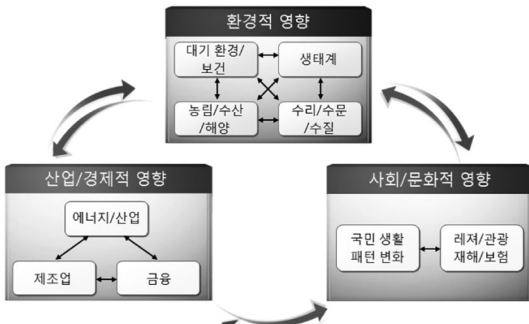 환경적 영향
대기 환경/
보건
생태계
농림/수산
/해양
수리/수문
/수질
산업/경제적 영향
에너지/산업
제조업
금융
사회/문화적 영향
국민 생활
패턴 변화
레져/관광
재해/보험